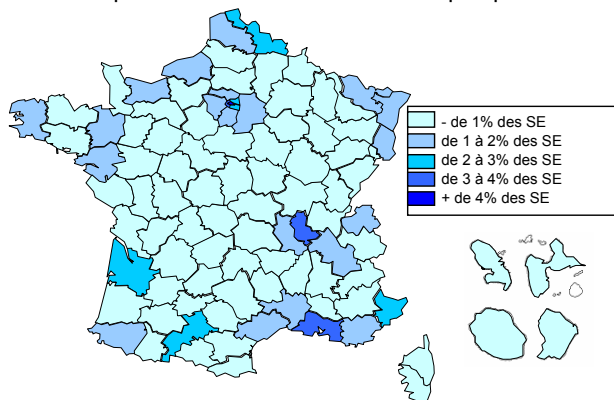 - de 1% des SE
de 1 à 2% des SE
de 2 à 3% des SE
de 3 à 4% des SE
+ de 4% des SE